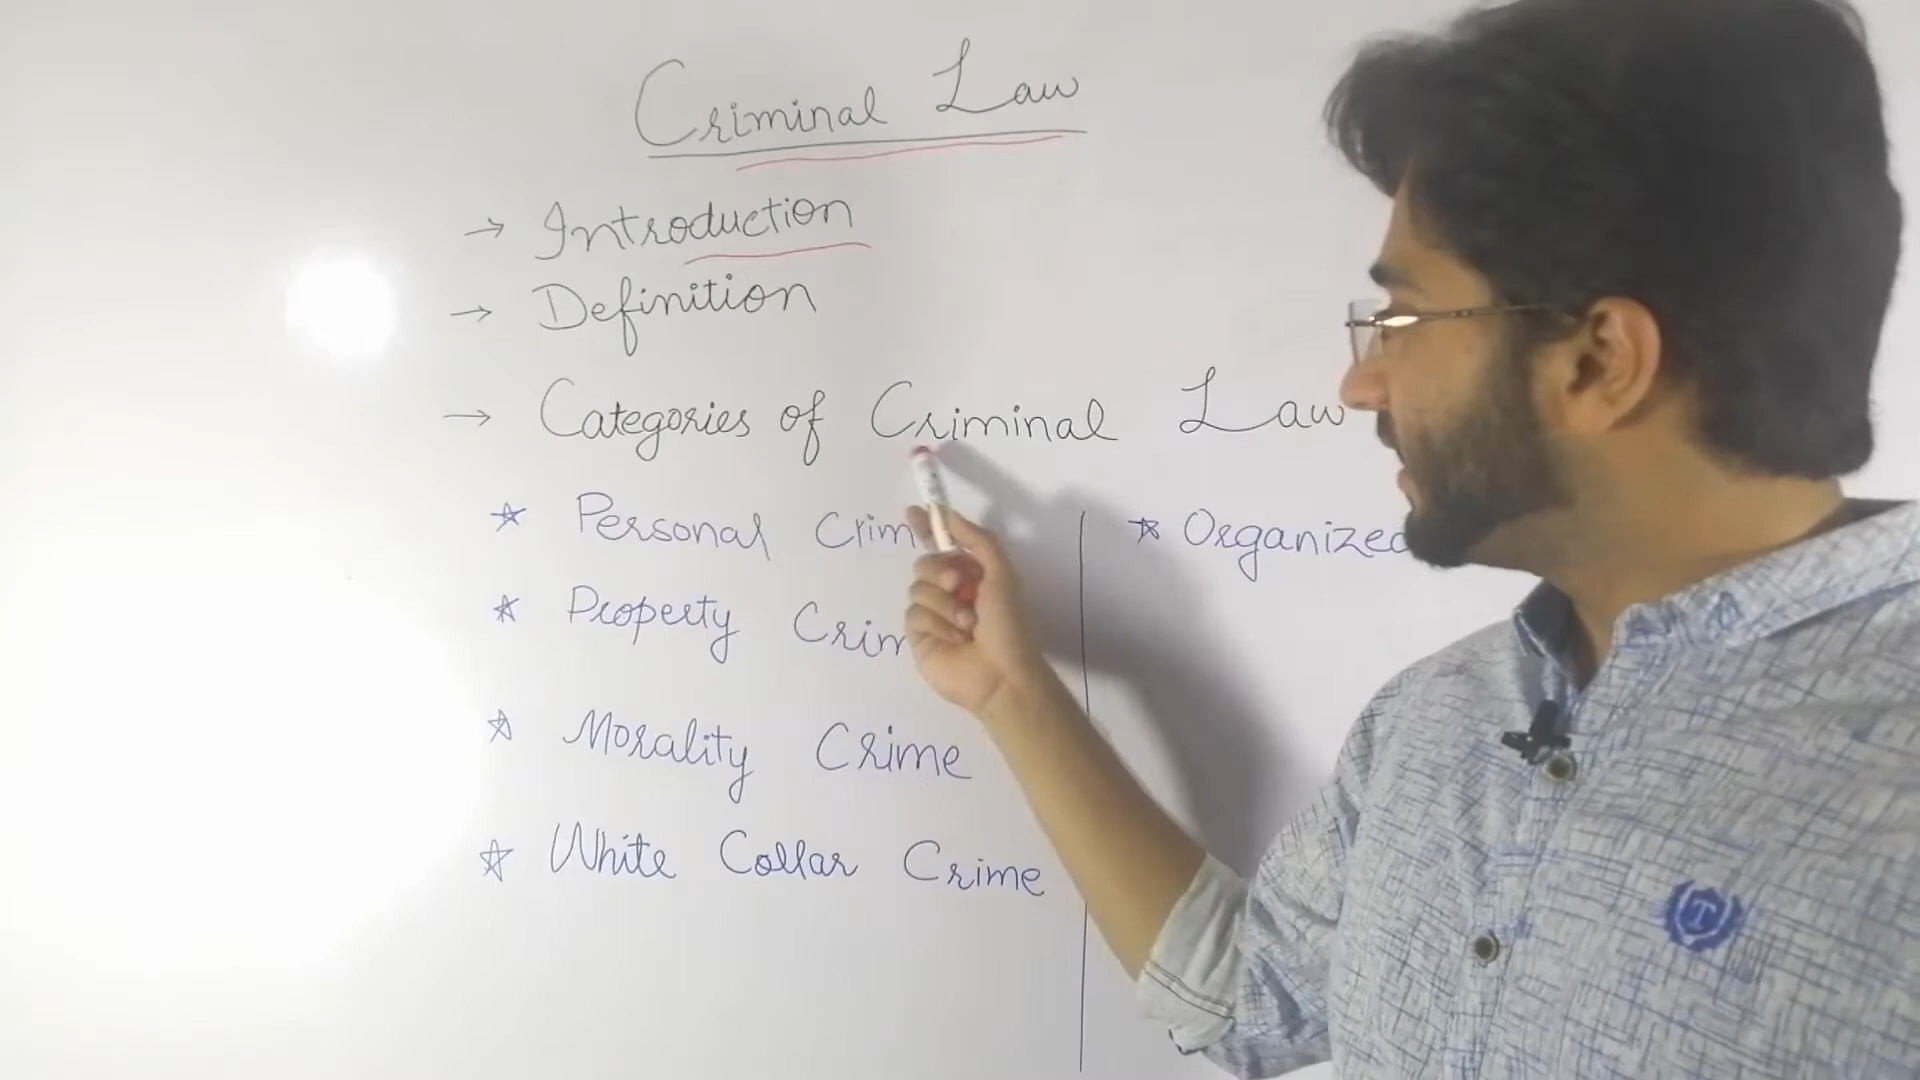 Criminal Law
→ Introduction
→ Definition
→ Categories of Criminal Law
☆ Personal Crim
☆ Property Crim
☆ Morality Crime
☆ White Collar Crime
☆ Organized
T